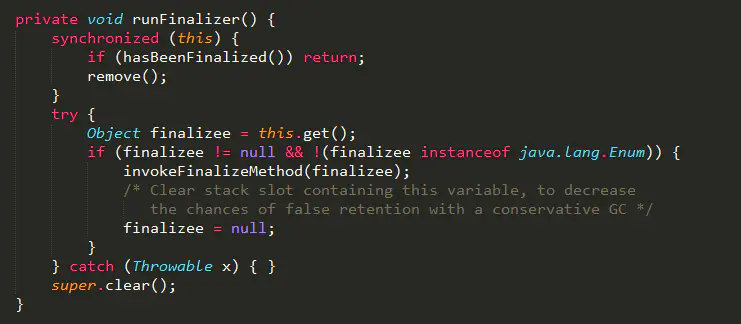 private void runFinalizer() {
    synchronized (this) {
        if (hasBeenFinalized()) return;
        remove();
    }
    try {
        Object finalizee = this.get();
        if (finalizee != null && !(finalizee instanceof java.lang.Enum)) {
            invokeFinalizeMethod(finalizee);
            /* Clear stack slot containing this variable, to decrease
               the chances of false retention with a conservative GC */
            finalizee = null;
        }
    } catch (Throwable x) { }
    super.clear();
}